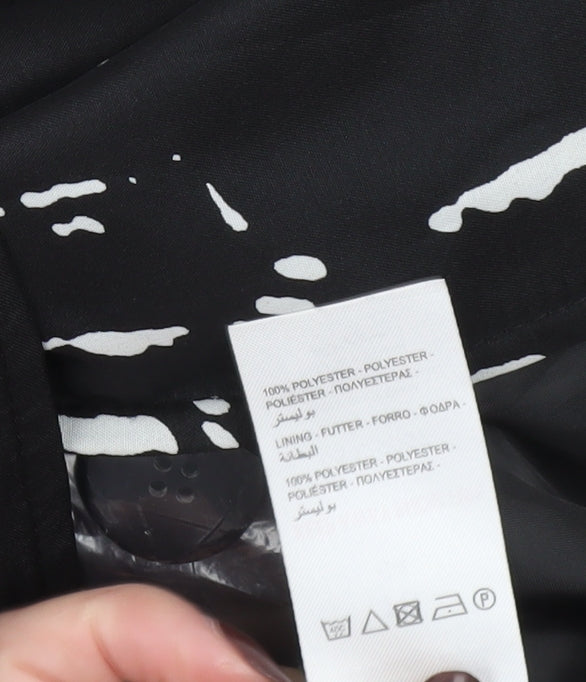 100% POLYESTER - POLYESTER -
POLIÉSTER - ΠΟΛΥΕΣΤΕΡΑΣ -
بوليستر
LINING - FUTTER - FORRO - ΦΟΔΡΑ -
البطانة
100% POLYESTER - POLYESTER -
POLIÉSTER - ΠΟΛΥΕΣΤΕΡΑΣ -
بوليستر
P